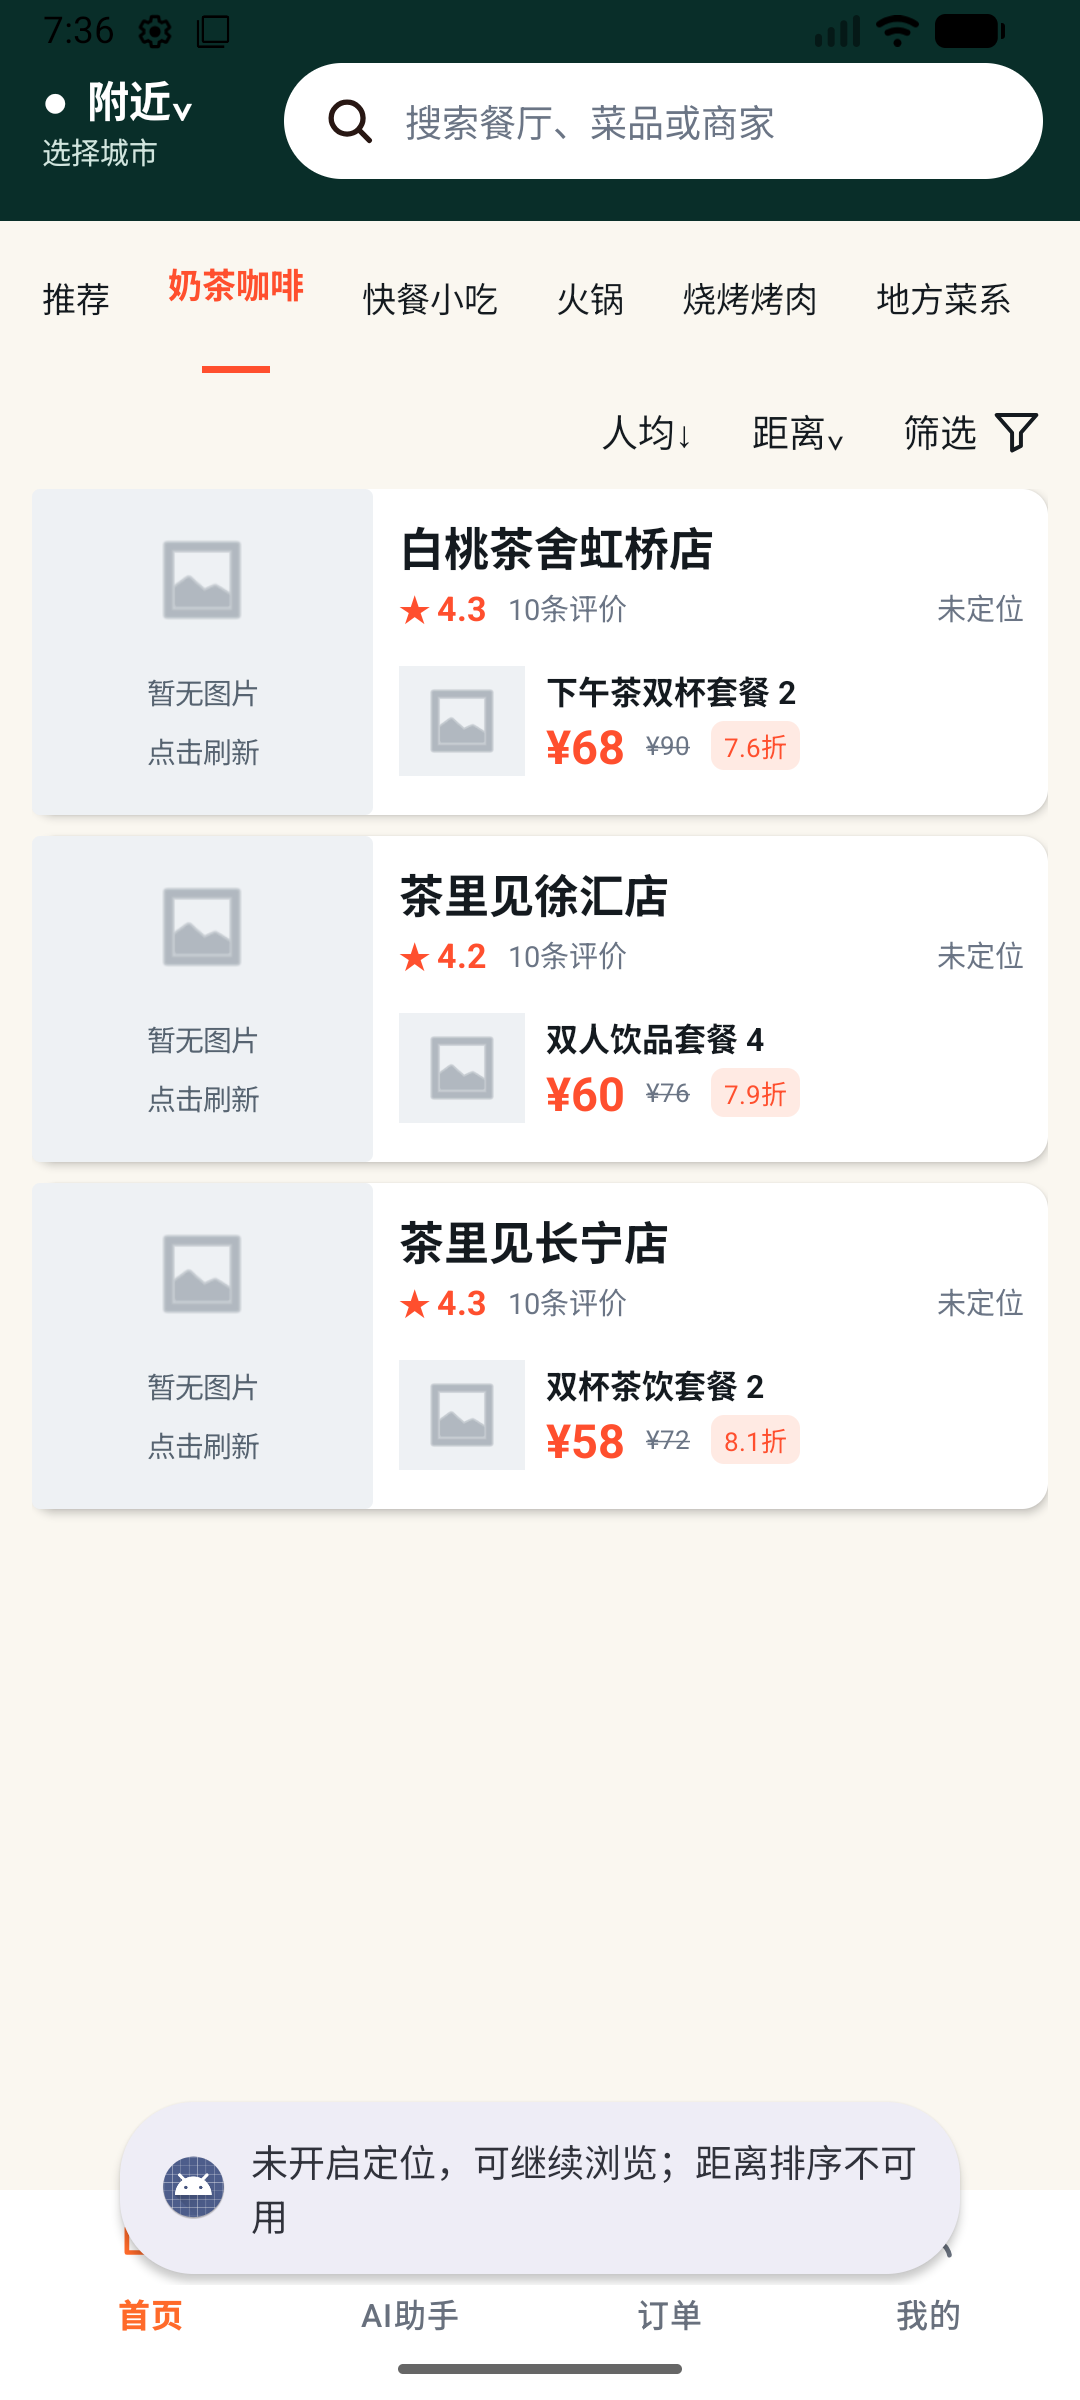 7:36
附近
选择城市
搜索餐厅、菜品或商家
推荐 奶茶咖啡 快餐小吃 火锅 烧烤烤肉 地方菜系
人均↓ 距离 筛选
白桃茶舍虹桥店
★ 4.3 10条评价 未定位
暂无图片
点击刷新
下午茶双杯套餐 2
¥68 ¥90 7.6折
茶里见徐汇店
★ 4.2 10条评价 未定位
暂无图片
点击刷新
双人饮品套餐 4
¥60 ¥76 7.9折
茶里见长宁店
★ 4.3 10条评价 未定位
暂无图片
点击刷新
双杯茶饮套餐 2
¥58 ¥72 8.1折
未开启定位，可继续浏览；距离排序不可
用
首页 AI助手 订单 我的